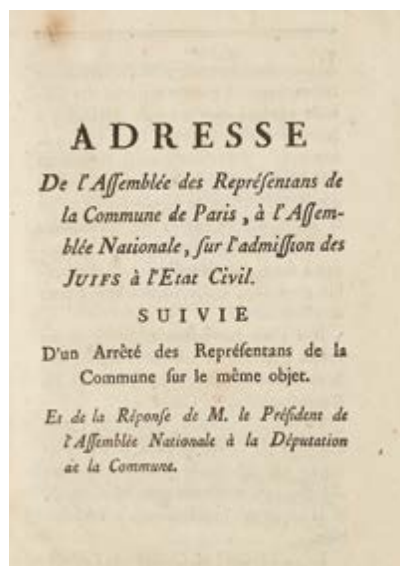 ADRESSE
De l'Aſſemblée des Repréſentans de
la Commune de Paris, à l'Aſſem-
blée Nationale, ſur l'admiſſion des
JUIFS à l'Etat Civil.
SUIVIE
D'un Arrêté des Repréſentans de la
Commune ſur le même objet.
Et de la Réponſe de M. le Préſident de
l'Aſſemblée Nationale à la Députation
de la Commune.